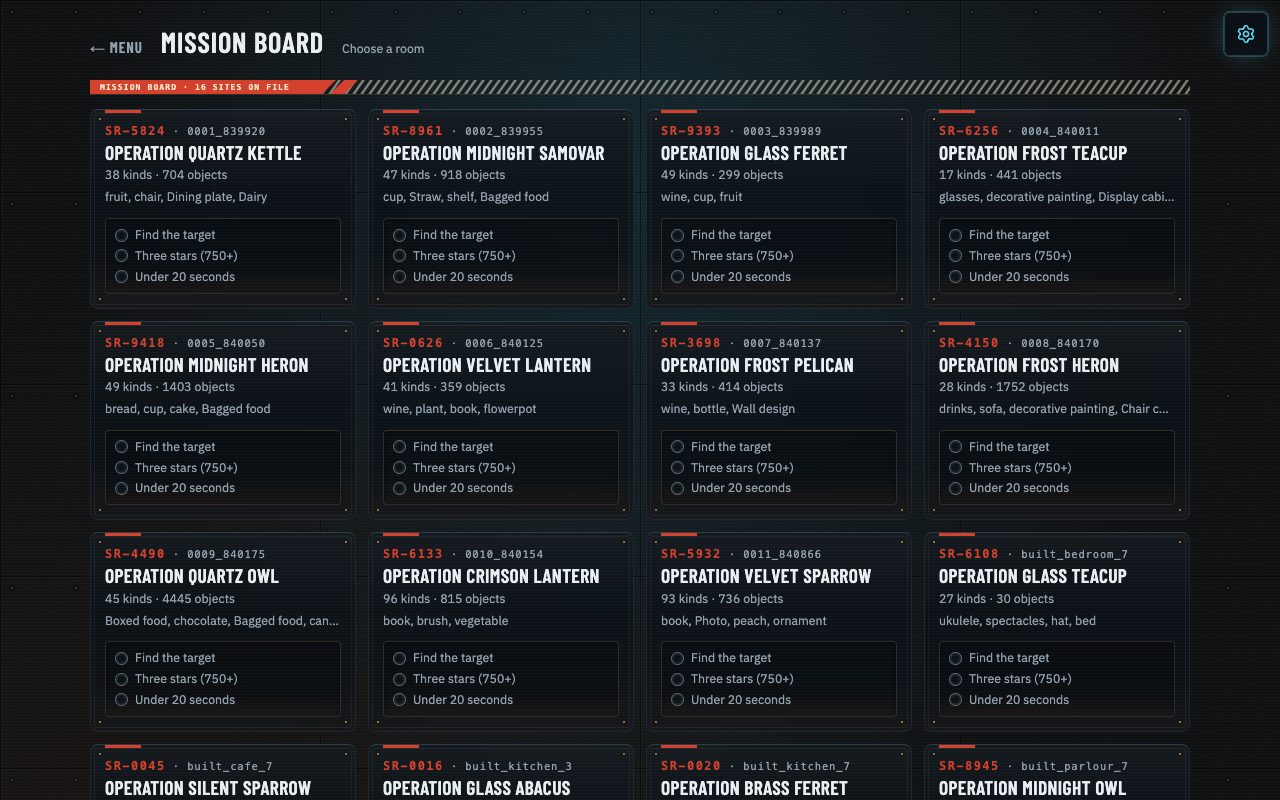 ← MENU MISSION BOARD Choose a room
MISSION BOARD · 16 SITES ON FILE
SR-5824 · 0001_839920
OPERATION QUARTZ KETTLE
38 kinds · 704 objects
fruit, chair, Dining plate, Dairy
Find the target
Three stars (750+)
Under 20 seconds
SR-8961 · 0002_839955
OPERATION MIDNIGHT SAMOVAR
47 kinds · 918 objects
cup, Straw, shelf, Bagged food
Find the target
Three stars (750+)
Under 20 seconds
SR-9393 · 0003_839989
OPERATION GLASS FERRET
49 kinds · 299 objects
wine, cup, fruit
Find the target
Three stars (750+)
Under 20 seconds
SR-6256 · 0004_840011
OPERATION FROST TEACUP
17 kinds · 441 objects
glasses, decorative painting, Display cabi...
Find the target
Three stars (750+)
Under 20 seconds
SR-9418 · 0005_840050
OPERATION MIDNIGHT HERON
49 kinds · 1403 objects
bread, cup, cake, Bagged food
Find the target
Three stars (750+)
Under 20 seconds
SR-0626 · 0006_840125
OPERATION VELVET LANTERN
41 kinds · 359 objects
wine, plant, book, flowerpot
Find the target
Three stars (750+)
Under 20 seconds
SR-3698 · 0007_840137
OPERATION FROST PELICAN
33 kinds · 414 objects
wine, bottle, Wall design
Find the target
Three stars (750+)
Under 20 seconds
SR-4150 · 0008_840170
OPERATION FROST HERON
28 kinds · 1752 objects
drinks, sofa, decorative painting, Chair c...
Find the target
Three stars (750+)
Under 20 seconds
SR-4490 · 0009_840175
OPERATION QUARTZ OWL
45 kinds · 4445 objects
Boxed food, chocolate, Bagged food, can...
Find the target
Three stars (750+)
Under 20 seconds
SR-6133 · 0010_840154
OPERATION CRIMSON LANTERN
96 kinds · 815 objects
book, brush, vegetable
Find the target
Three stars (750+)
Under 20 seconds
SR-5932 · 0011_840866
OPERATION VELVET SPARROW
93 kinds · 736 objects
book, Photo, peach, ornament
Find the target
Three stars (750+)
Under 20 seconds
SR-6108 · built_bedroom_7
OPERATION GLASS TEACUP
27 kinds · 30 objects
ukulele, spectacles, hat, bed
Find the target
Three stars (750+)
Under 20 seconds
SR-0045 · built_cafe_7
OPERATION SILENT SPARROW
SR-0016 · built_kitchen_3
OPERATION GLASS ABACUS
SR-0020 · built_kitchen_7
OPERATION BRASS FERRET
SR-8945 · built_parlour_7
OPERATION MIDNIGHT OWL